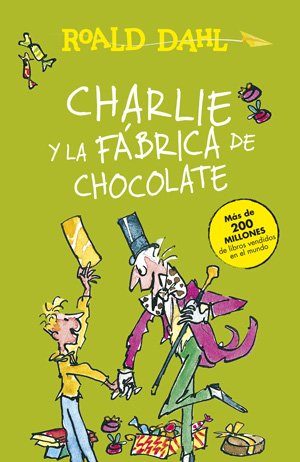 ROALD DAHL
CHARLIE
Y LA FÁBRICA DE
CHOCOLATE
Más de
200
MILLONES
de libros vendidos
en el mundo